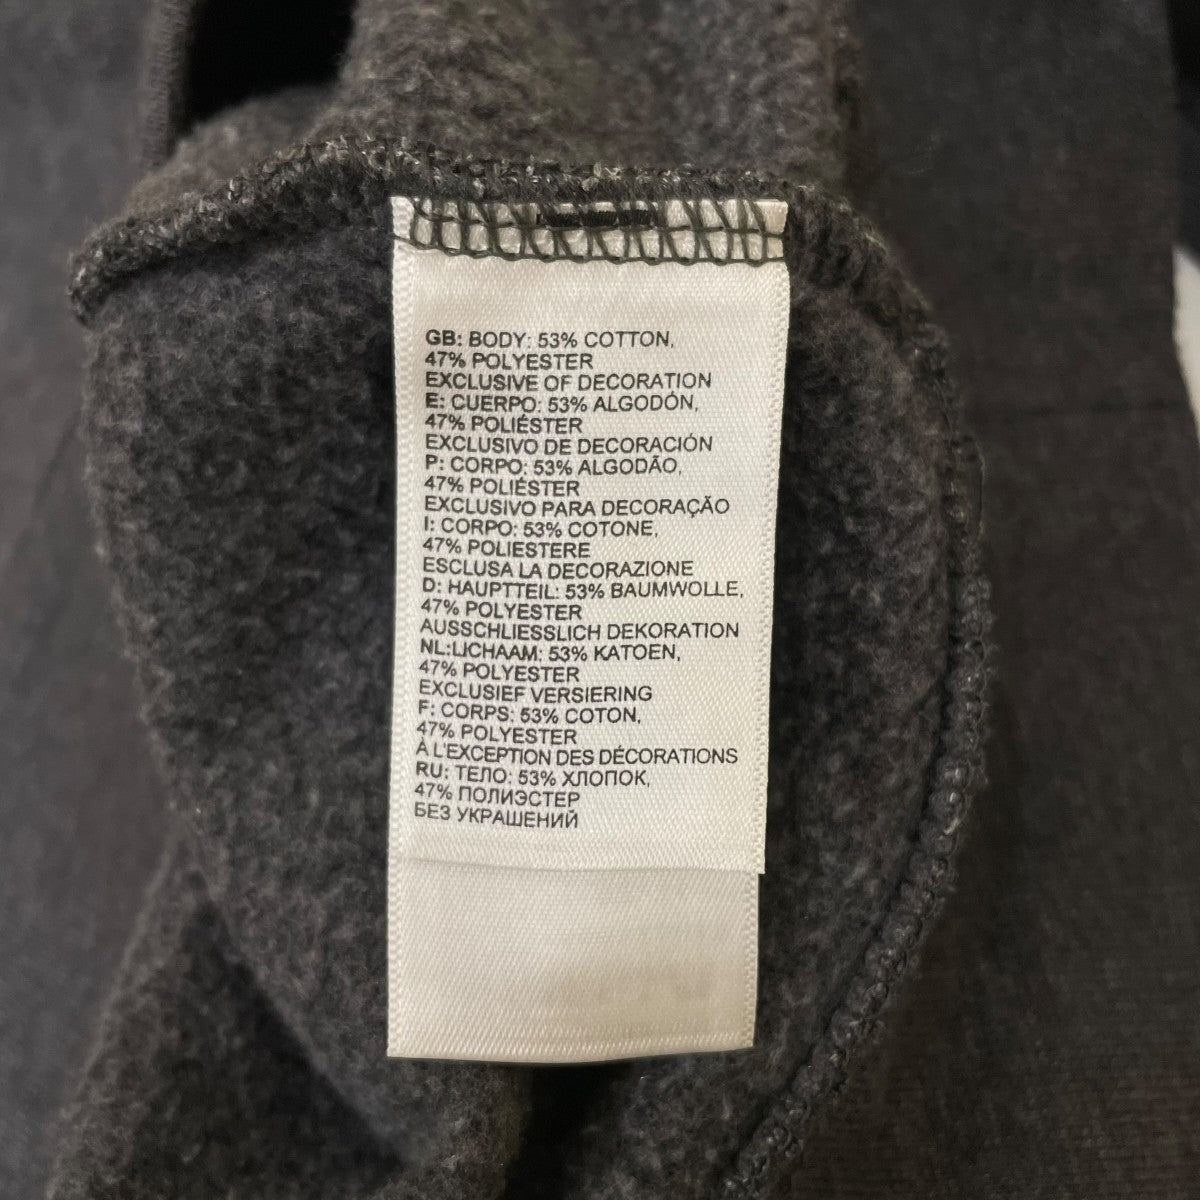 GB: BODY: 53% COTTON,
47% POLYESTER
EXCLUSIVE OF DECORATION
E: CUERPO: 53% ALGODÓN,
47% POLIÉSTER
EXCLUSIVO DE DECORACIÓN
P: CORPO: 53% ALGODÃO,
47% POLIÉSTER
EXCLUSIVO PARA DECORAÇÃO
I: CORPO: 53% COTONE,
47% POLIESTERE
ESCLUSA LA DECORAZIONE
D: HAUPTTEIL: 53% BAUMWOLLE,
47% POLYESTER
AUSSCHLIESSLICH DEKORATION
NL:LICHAAM: 53% KATOEN,
47% POLYESTER
EXCLUSIEF VERSIERING
F: CORPS: 53% COTON,
47% POLYESTER
À L'EXCEPTION DES DÉCORATIONS
RU: ТЕЛО: 53% ХЛОПОК,
47% ПОЛИЭСТЕР
БЕЗ УКРАШЕНИЙ